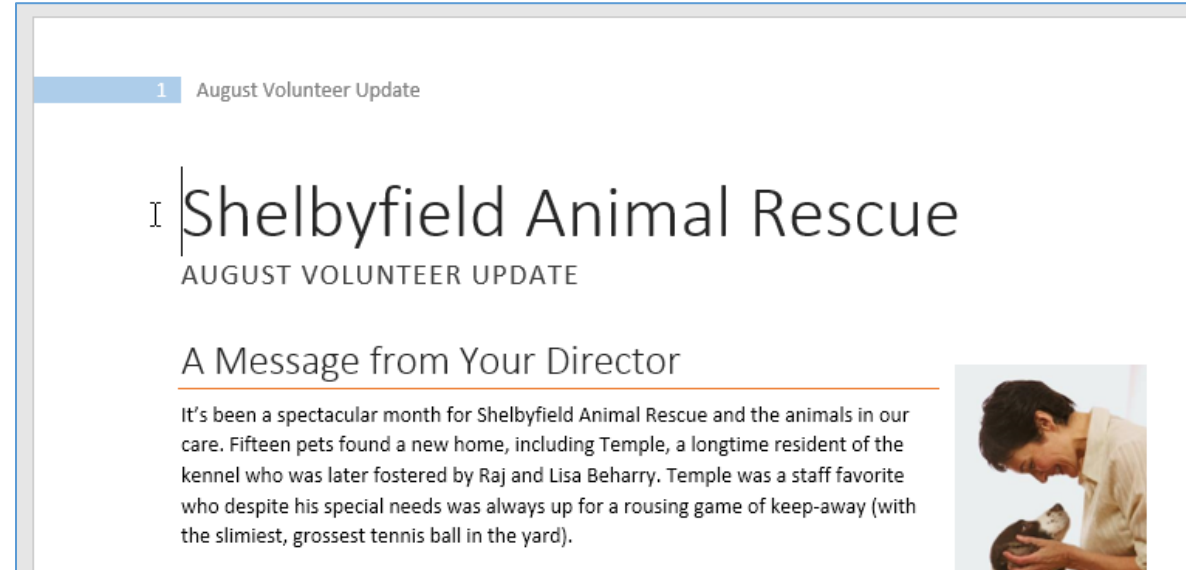 1 August Volunteer Update
Shelbyfield Animal Rescue
AUGUST VOLUNTEER UPDATE
A Message from Your Director
It’s been a spectacular month for Shelbyfield Animal Rescue and the animals in our
care. Fifteen pets found a new home, including Temple, a longtime resident of the
kennel who was later fostered by Raj and Lisa Beharry. Temple was a staff favorite
who despite his special needs was always up for a rousing game of keep-away (with
the slimiest, grossest tennis ball in the yard).